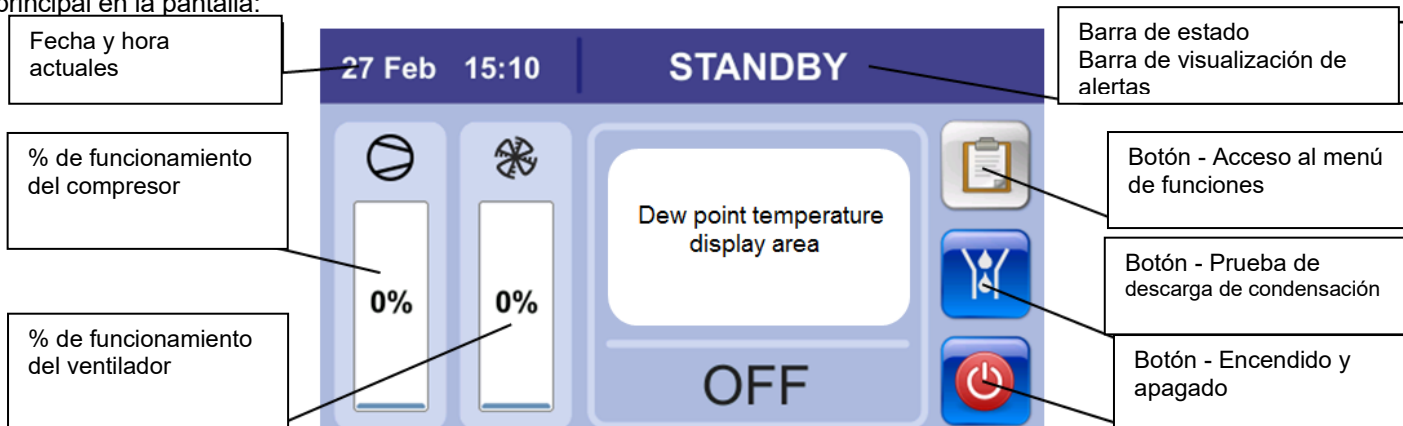 principal en la pantalla:
Fecha y hora
actuales
27 Feb 15:10
STANDBY
Barra de estado
Barra de visualización de
alertas
% de funcionamiento
del compresor
Botón - Acceso al menú
de funciones
Dew point temperature
display area
0%
0%
Botón - Prueba de
descarga de condensación
% de funcionamiento
del ventilador
OFF
Botón - Encendido y
apagado